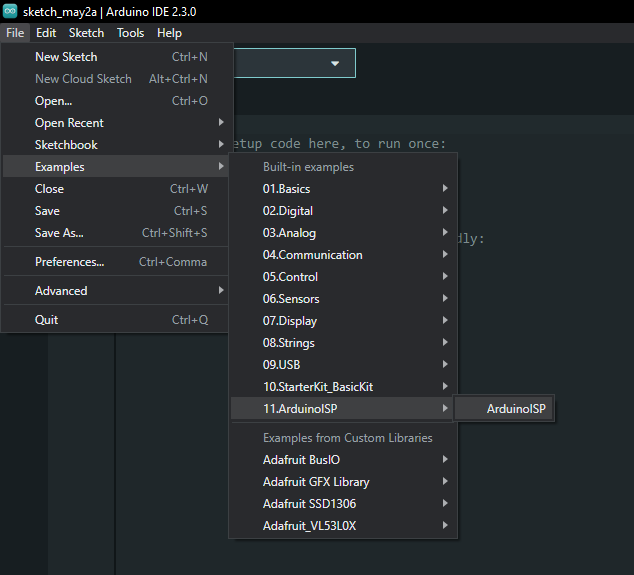 sketch_may2a | Arduino IDE 2.3.0
File Edit Sketch Tools Help
New Sketch Ctrl+N
New Cloud Sketch Alt+Ctrl+N
Open... Ctrl+O
Open Recent
Sketchbook
Examples
Close Ctrl+W
Save Ctrl+S
Save As... Ctrl+Shift+S
Preferences... Ctrl+Comma
Advanced
Quit Ctrl+Q
etup code here, to run once:
dly:
Built-in examples
01.Basics
02.Digital
03.Analog
04.Communication
05.Control
06.Sensors
07.Display
08.Strings
09.USB
10.StarterKit_BasicKit
11.ArduinoISP
ArduinoISP
Examples from Custom Libraries
Adafruit BusIO
Adafruit GFX Library
Adafruit SSD1306
Adafruit_VL53L0X